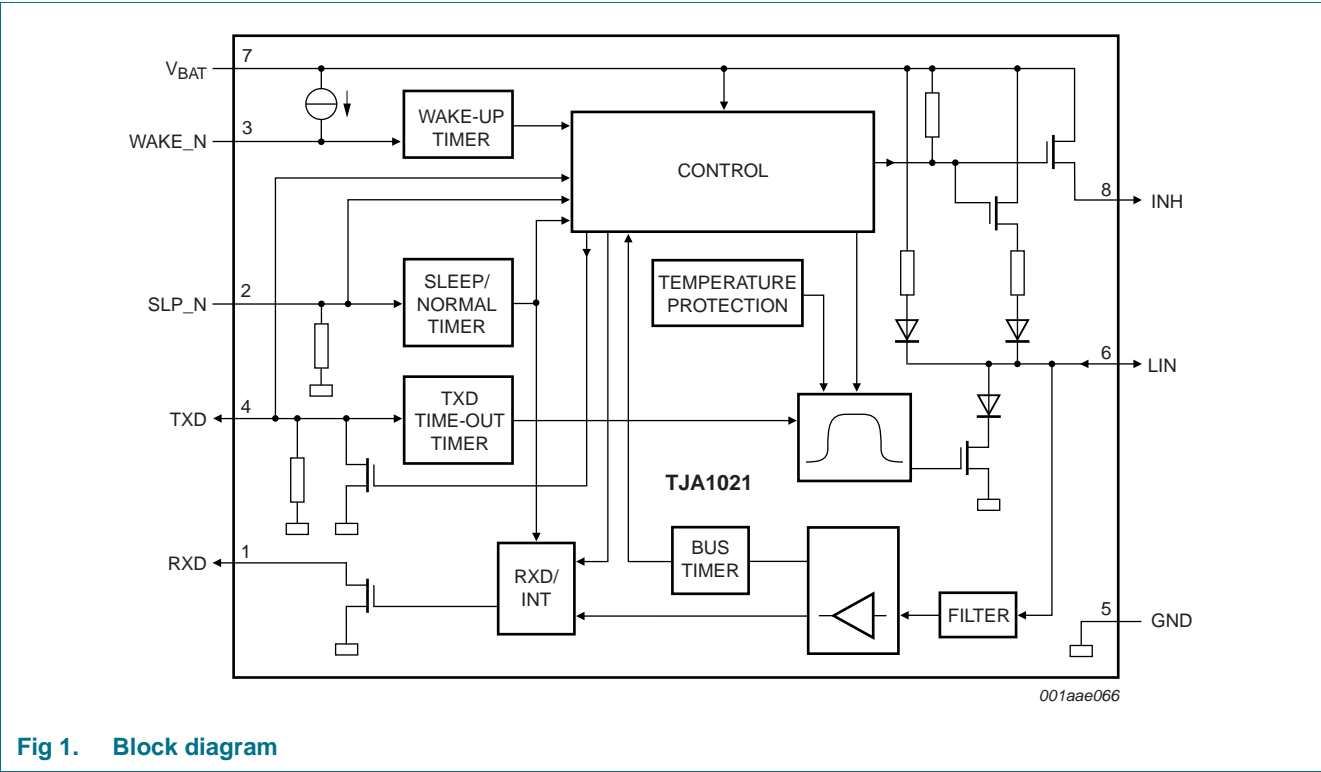 7
VBAT
3
WAKE_N
WAKE-UP
TIMER
CONTROL
8
INH
2
SLP_N
SLEEP/
NORMAL
TIMER
TEMPERATURE
PROTECTION
6
LIN
4
TXD
TXD
TIME-OUT
TIMER
TJA1021
1
RXD
RXD/
INT
BUS
TIMER
FILTER
5
GND
001aae066
Fig 1. Block diagram